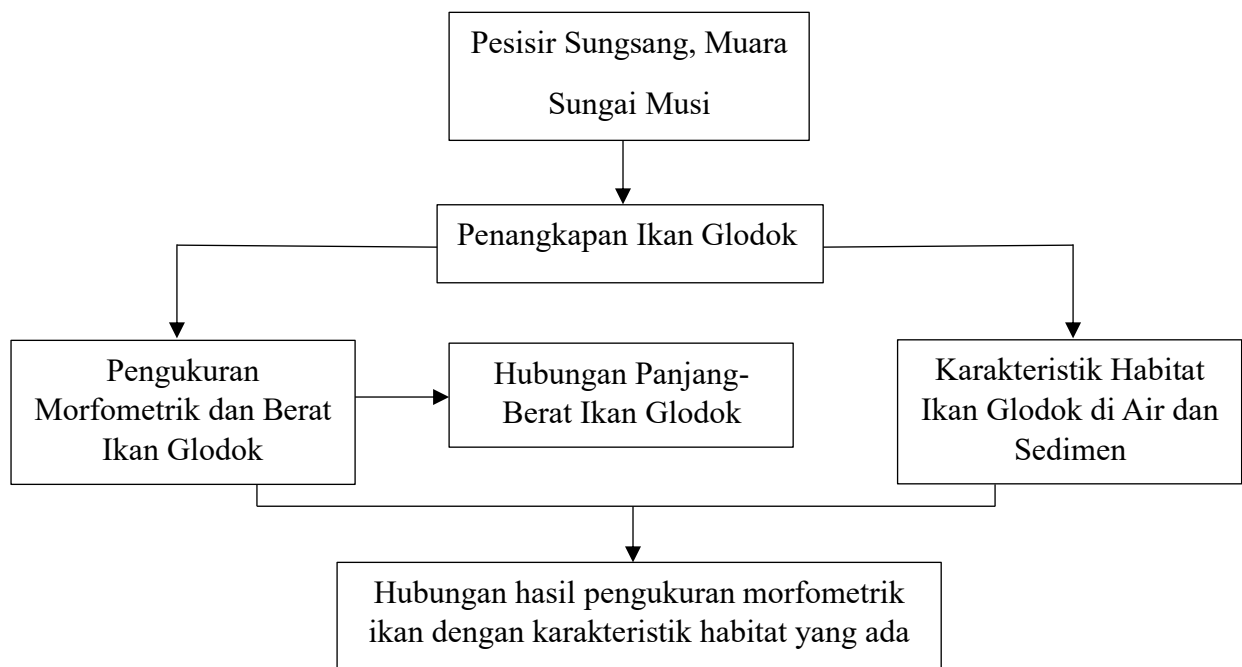 Pesisir Sungsang, Muara
Sungai Musi
Penangkapan Ikan Glodok
Pengukuran
Morfometrik dan Berat
Ikan Glodok
Hubungan Panjang-
Berat Ikan Glodok
Karakteristik Habitat
Ikan Glodok di Air dan
Sedimen
Hubungan hasil pengukuran morfometrik
ikan dengan karakteristik habitat yang ada